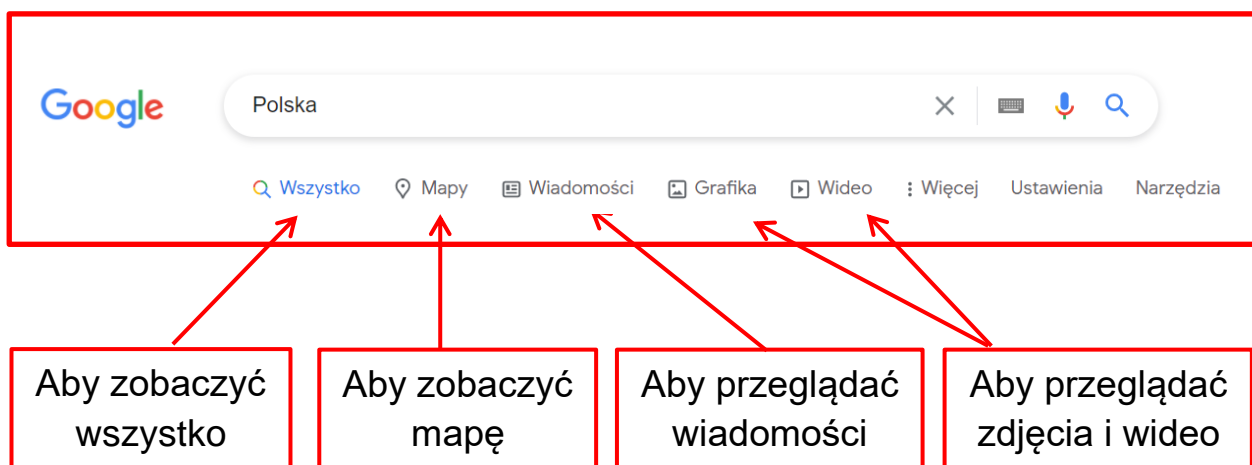 Google Polska
Wszystko Mapy Wiadomości Grafika Wideo Więcej Ustawienia Narzędzia
Aby zobaczyć
wszystko
Aby zobaczyć
mapę
Aby przeglądać
wiadomości
Aby przeglądać
zdjęcia i wideo